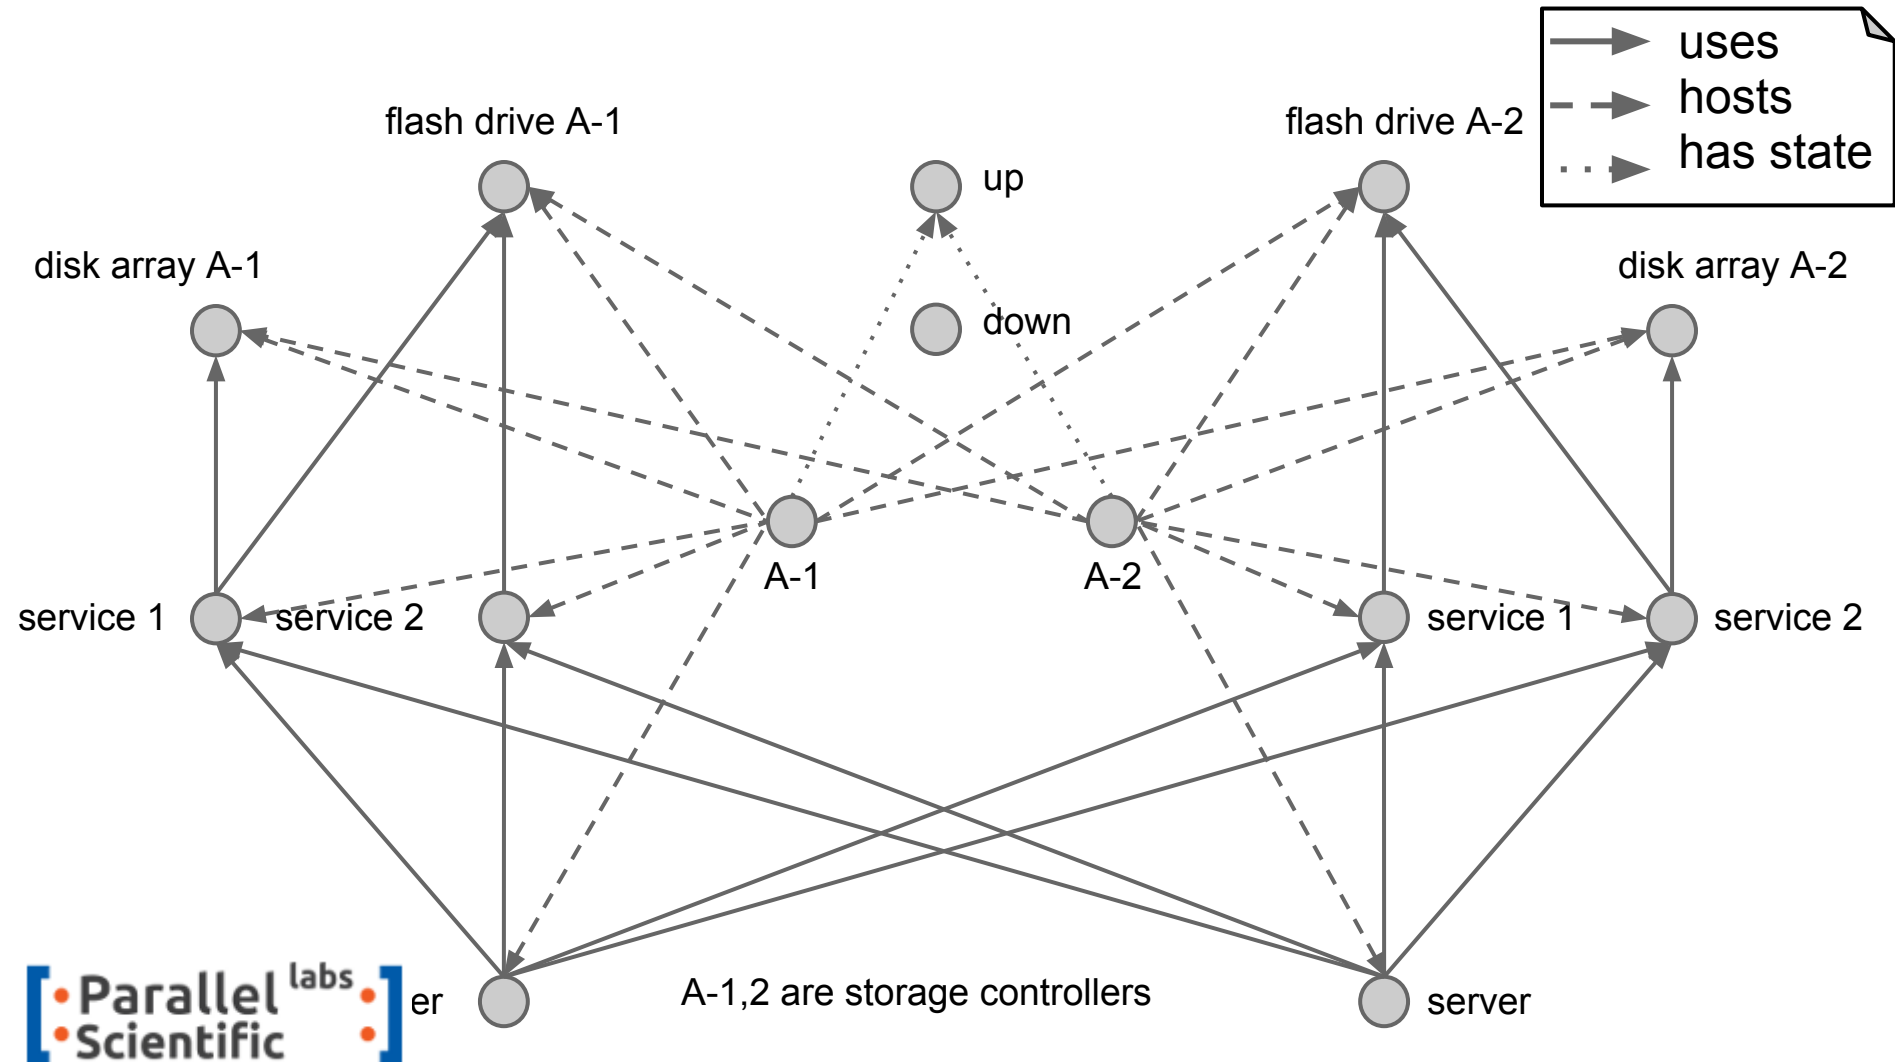 uses
hosts
has state
flash drive A-1
flash drive A-2
up
disk array A-1
down
disk array A-2
A-1
A-2
service 1
service 2
service 1
service 2
er
A-1,2 are storage controllers
server
Parallel labs
Scientific